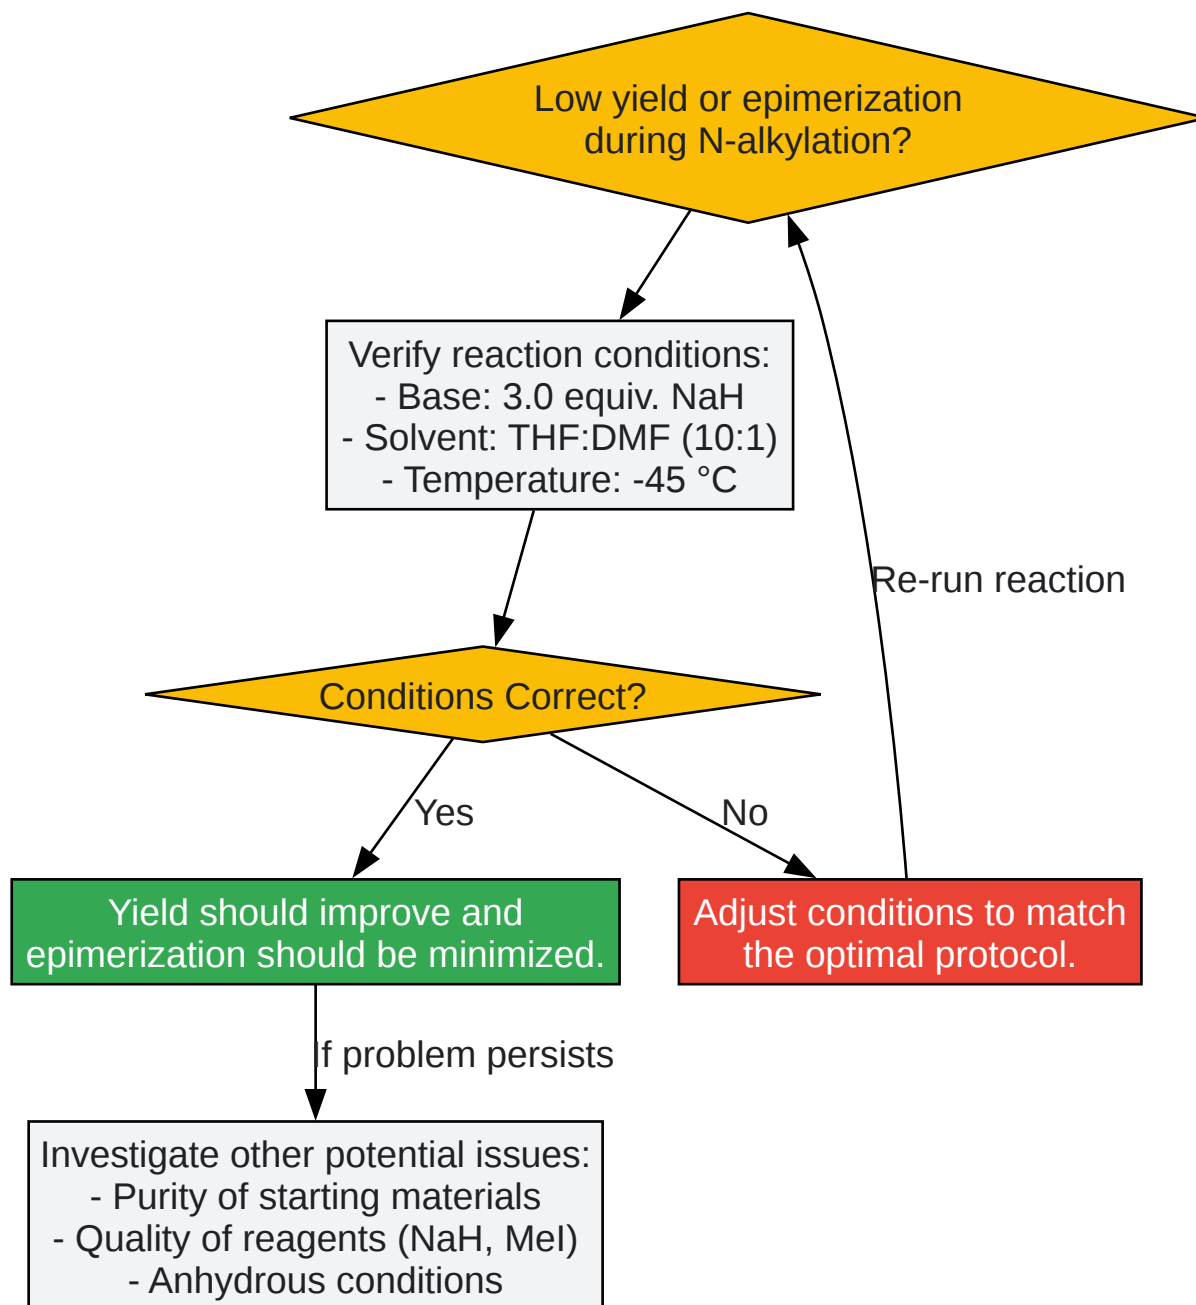 Low yield or epimerization
during N-alkylation?
Verify reaction conditions:
- Base: 3.0 equiv. NaH
- Solvent: THF:DMF (10:1)
- Temperature: -45 °C
Re-run reaction
Conditions Correct?
Yes
No
Yield should improve and
epimerization should be minimized.
Adjust conditions to match
the optimal protocol.
If problem persists
Investigate other potential issues:
- Purity of starting materials
- Quality of reagents (NaH, MeI)
- Anhydrous conditions